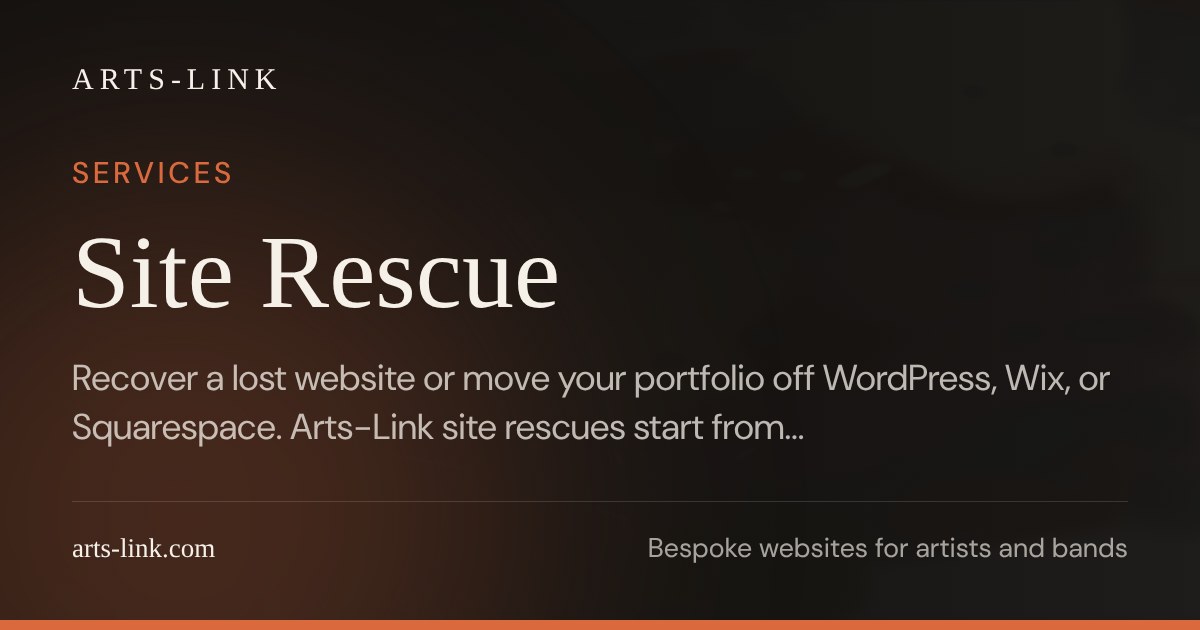 ARTS-LINK
SERVICES
Site Rescue
Recover a lost website or move your portfolio off WordPress, Wix, or
Squarespace. Arts-Link site rescues start from...
arts-link.com
Bespoke websites for artists and bands